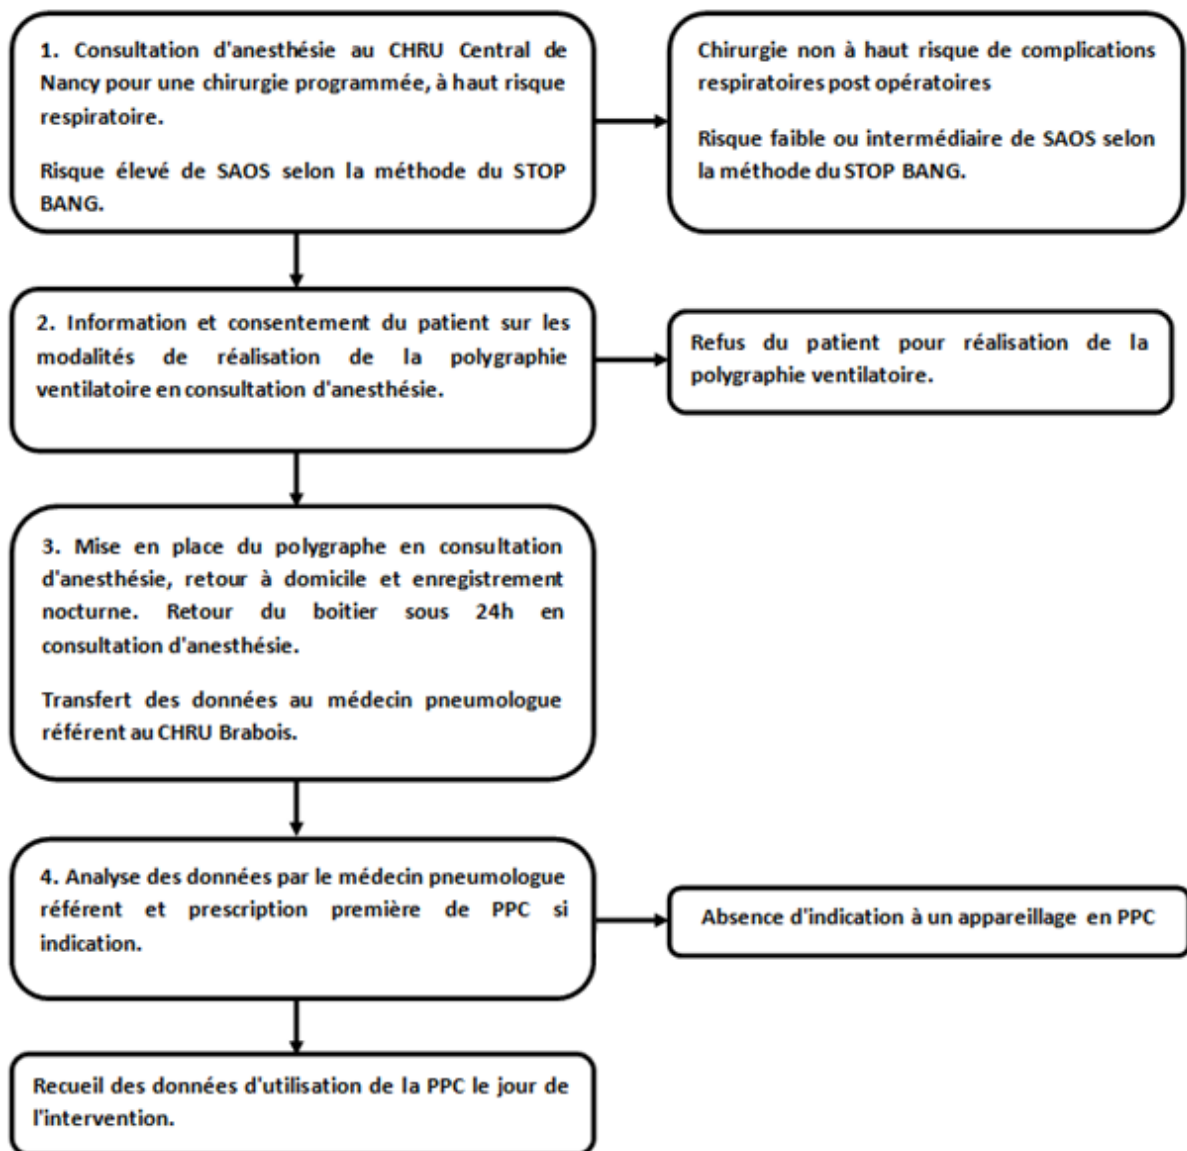 1. Consultation d'anesthésie au CHRU Central de
Nancy pour une chirurgie programmée, à haut risque
respiratoire.
Risque élevé de SAOS selon la méthode du STOP
BANG.
Chirurgie non à haut risque de complications
respiratoires post opératoires
Risque faible ou intermédiaire de SAOS selon
la méthode du STOP BANG.
2. Information et consentement du patient sur les
modalités de réalisation de la polygraphie
ventilatoire en consultation d'anesthésie.
Refus du patient pour réalisation de la
polygraphie ventilatoire.
3. Mise en place du polygraphe en consultation
d'anesthésie, retour à domicile et enregistrement
nocturne. Retour du boitier sous 24h en
consultation d'anesthésie.
Transfert des données au médecin pneumologue
référent au CHRU Brabois.
4. Analyse des données par le médecin pneumologue
référent et prescription première de PPC si
indication.
Absence d'indication à un appareillage en PPC
Recueil des données d'utilisation de la PPC le jour de
l'intervention.